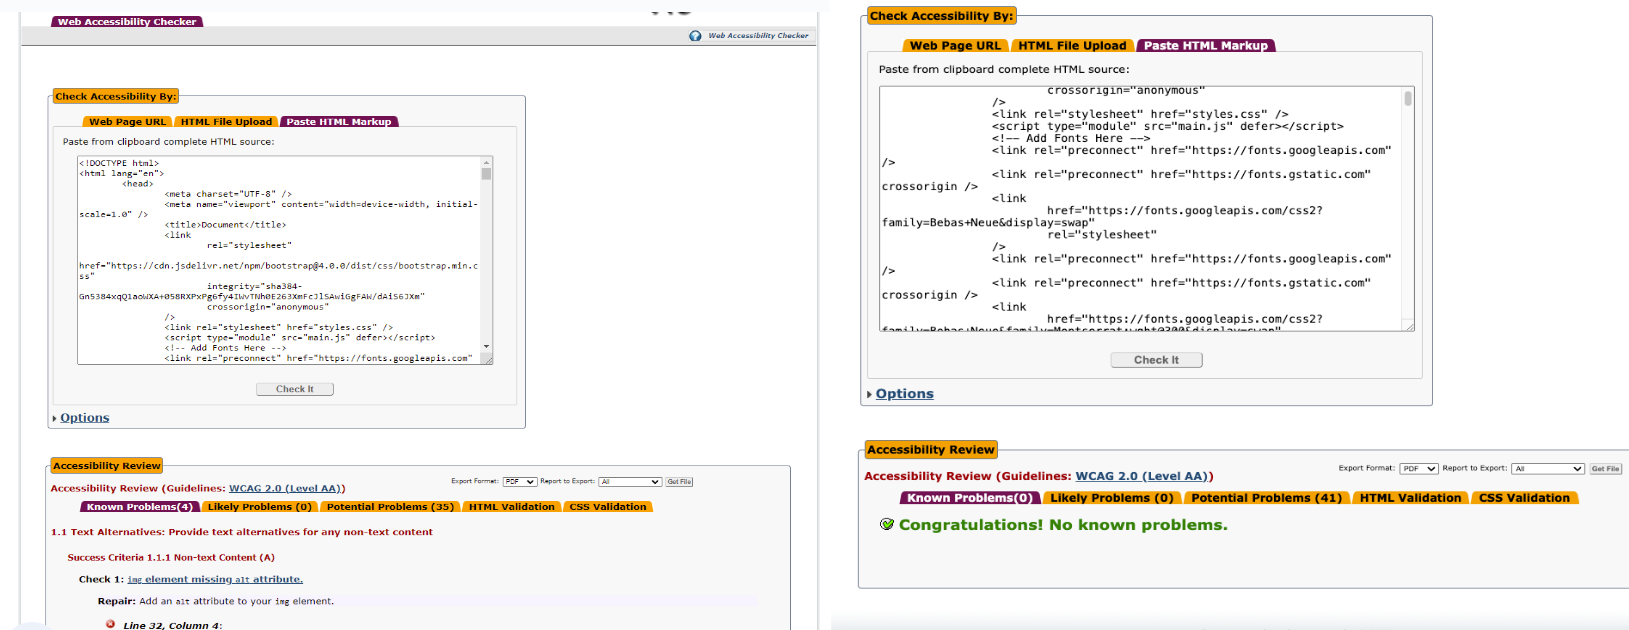 Web Accessibility Checker
Web Accessibility Checker
Check Accessibility By:
Web Page URL HTML File Upload Paste HTML Markup
Paste from clipboard complete HTML source:
<!DOCTYPE html>
<html lang="en">
<head>
<meta charset="UTF-8" />
<meta name="viewport" content="width=device-width, initial-
scale=1.0" />
<title>Document</title>
<link
rel="stylesheet"
href="https://cdn.jsdelivr.net/npm/bootstrap@4.0.0/dist/css/bootstrap.min.c
ss"
integrity="sha384-
Gn5384xqQ1aoWXA+058RXPxPg6fy4IWvTNh0E263XmFcJlSAwiGgFAW/dAiS6JXm"
crossorigin="anonymous"
/>
<link rel="stylesheet" href="styles.css" />
<script type="module" src="main.js" defer></script>
<!-- Add Fonts Here -->
<link rel="preconnect" href="https://fonts.googleapis.com"
Check It
Options
Accessibility Review
Export Format: PDF Report to Export: All Get File
Accessibility Review (Guidelines: WCAG 2.0 (Level AA))
Known Problems(4) Likely Problems (0) Potential Problems (35) HTML Validation CSS Validation
1.1 Text Alternatives: Provide text alternatives for any non-text content
Success Criteria 1.1.1 Non-text Content (A)
Check 1: img element missing alt attribute.
Repair: Add an alt attribute to your img element.
Line 32, Column 4:
Check Accessibility By:
Web Page URL HTML File Upload Paste HTML Markup
Paste from clipboard complete HTML source:
crossorigin="anonymous"
/>
<link rel="stylesheet" href="styles.css" />
<script type="module" src="main.js" defer></script>
<!-- Add Fonts Here -->
<link rel="preconnect" href="https://fonts.googleapis.com"
/>
<link rel="preconnect" href="https://fonts.gstatic.com"
crossorigin />
<link
href="https://fonts.googleapis.com/css2?
family=Bebas+Neue&display=swap"
rel="stylesheet"
/>
<link rel="preconnect" href="https://fonts.googleapis.com"
/>
<link rel="preconnect" href="https://fonts.gstatic.com"
crossorigin />
<link
href="https://fonts.googleapis.com/css2?
family=Bebas+Neue&family=Montserrat:wght@300&display=swap"
Check It
Options
Accessibility Review
Export Format: PDF Report to Export: All Get File
Accessibility Review (Guidelines: WCAG 2.0 (Level AA))
Known Problems(0) Likely Problems (0) Potential Problems (41) HTML Validation CSS Validation
Congratulations! No known problems.